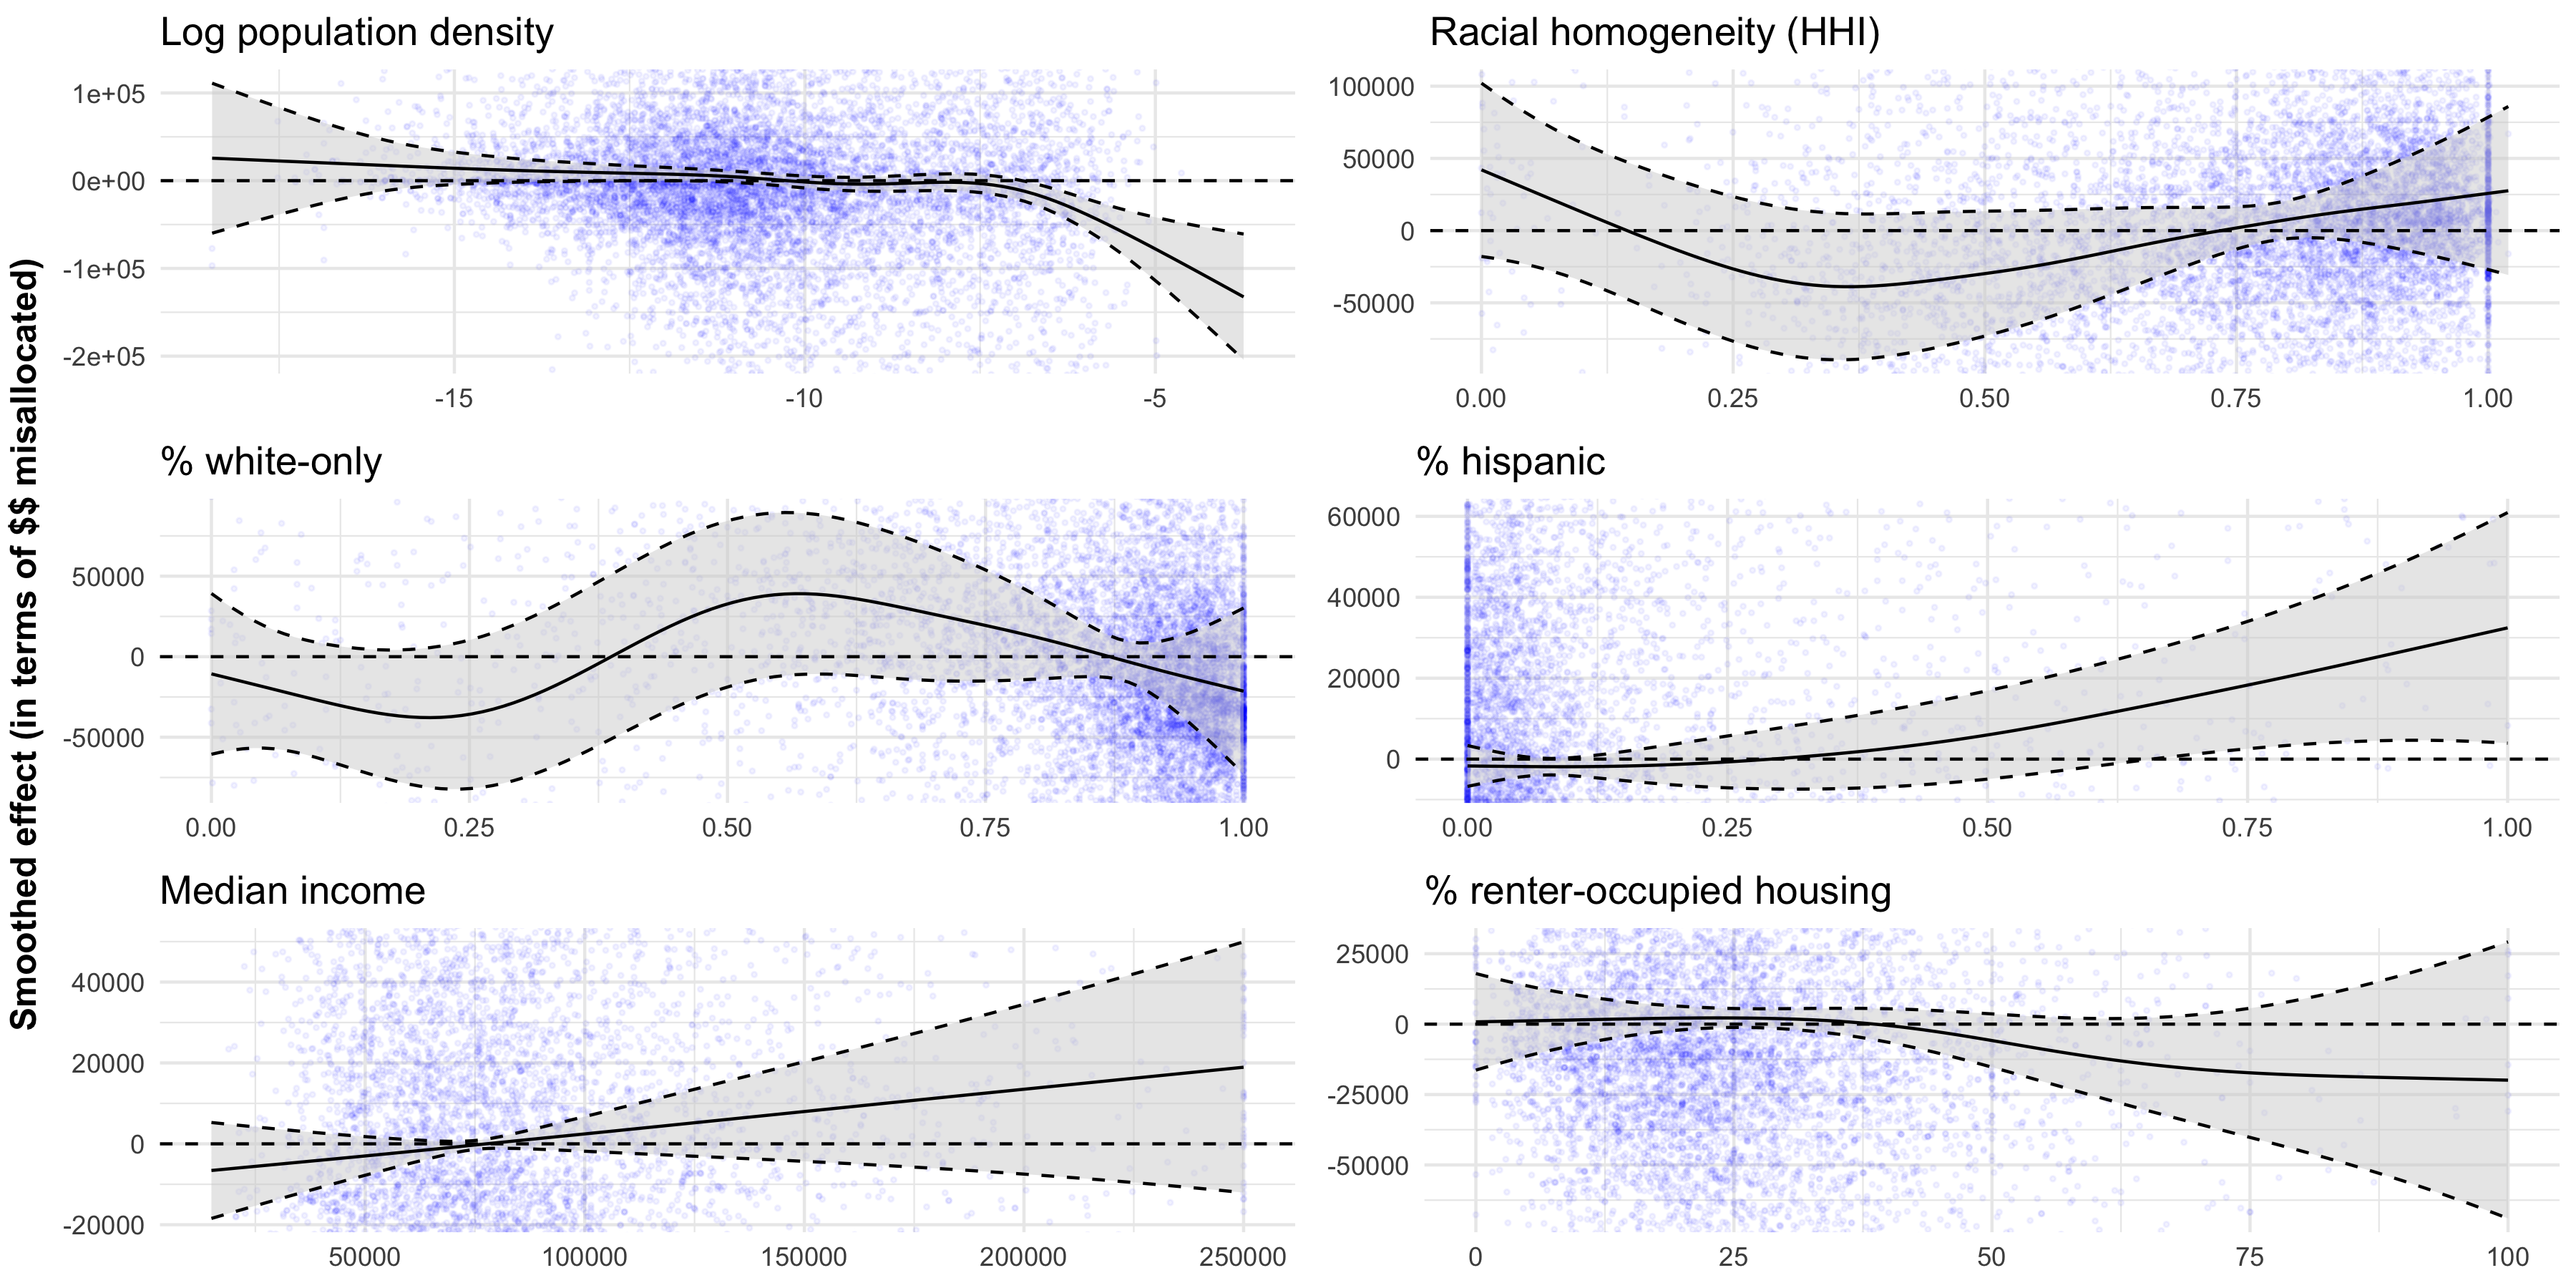 Smoothed effect (in terms of $$ misallocated)
Log population density
1e+05
0e+00
-1e+05
-2e+05
-15 -10 -5
Racial homogeneity (HHI)
100000
50000
0
-50000
0.00 0.25 0.50 0.75 1.00
% white-only
50000
0
-50000
0.00 0.25 0.50 0.75 1.00
% hispanic
60000
40000
20000
0
0.00 0.25 0.50 0.75 1.00
Median income
40000
20000
0
-20000
50000 100000 150000 200000 250000
% renter-occupied housing
25000
0
-25000
-50000
0 25 50 75 100